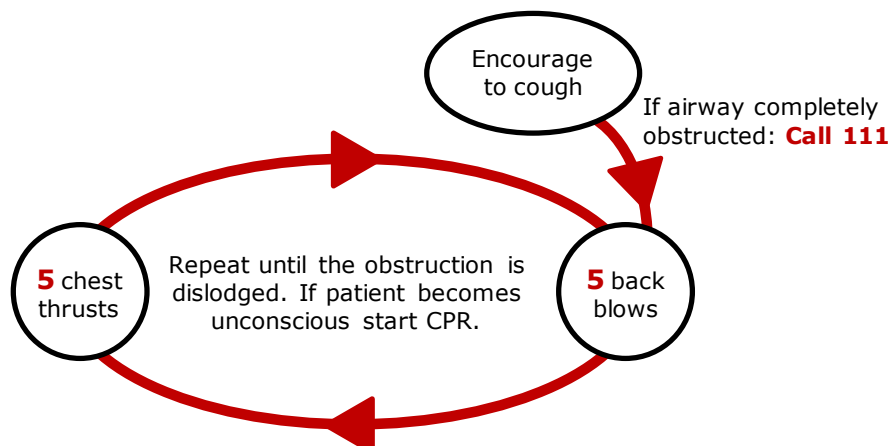 Encourage
to cough
If airway completely
obstructed: Call 111
5 chest
thrusts
Repeat until the obstruction is
dislodged. If patient becomes
unconscious start CPR.
5 back
blows